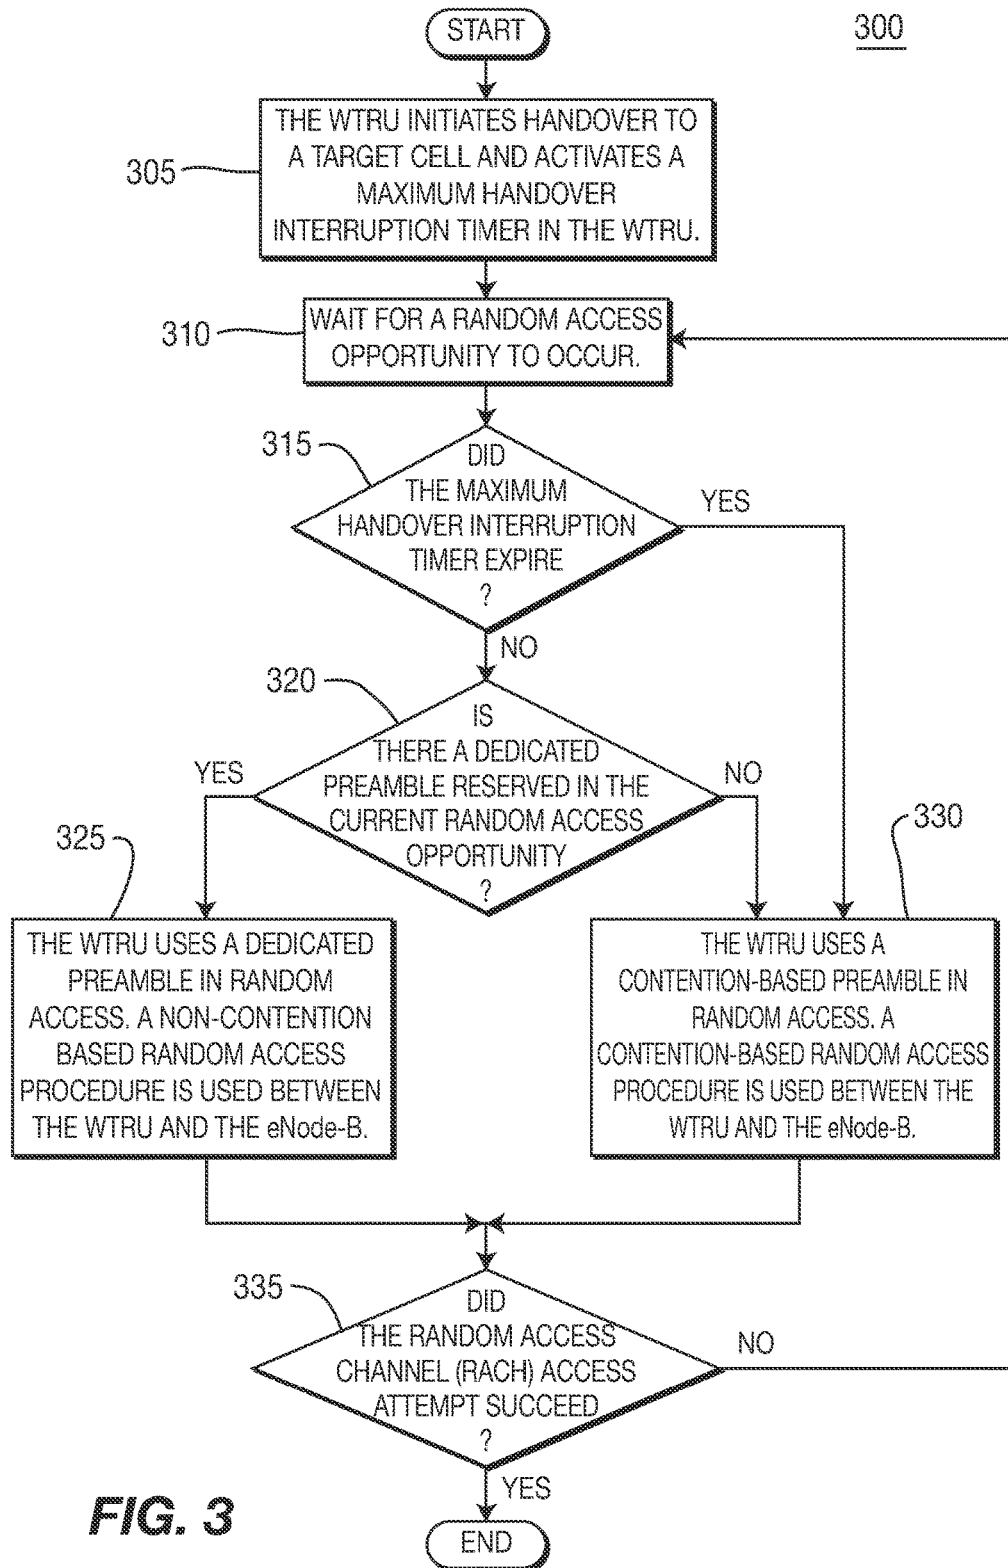 START
300
THE WTRU INITIATES HANDOVER TO
A TARGET CELL AND ACTIVATES A
MAXIMUM HANDOVER
INTERRUPTION TIMER IN THE WTRU.
305
WAIT FOR A RANDOM ACCESS
OPPORTUNITY TO OCCUR.
310
315
DID
THE MAXIMUM
HANDOVER INTERRUPTION
TIMER EXPIRE
?
YES
NO
320
IS
THERE A DEDICATED
PREAMBLE RESERVED IN THE
CURRENT RANDOM ACCESS
OPPORTUNITY
?
YES
NO
325
330
THE WTRU USES A DEDICATED
PREAMBLE IN RANDOM
ACCESS. A NON-CONTENTION
BASED RANDOM ACCESS
PROCEDURE IS USED BETWEEN
THE WTRU AND THE eNode-B.
THE WTRU USES A
CONTENTION-BASED PREAMBLE IN
RANDOM ACCESS. A
CONTENTION-BASED RANDOM ACCESS
PROCEDURE IS USED BETWEEN THE
WTRU AND THE eNode-B.
335
DID
THE RANDOM ACCESS
CHANNEL (RACH) ACCESS
ATTEMPT SUCCEED
?
NO
YES
END
FIG. 3